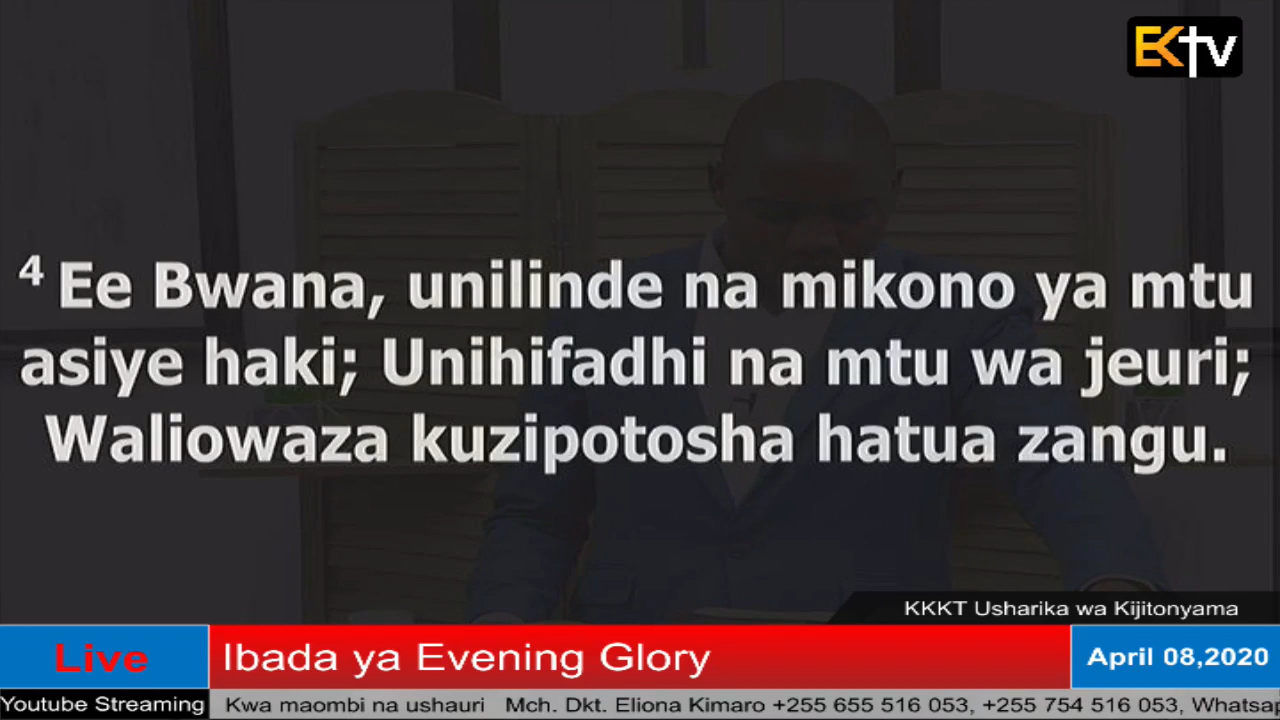 EKtv
4 Ee Bwana, unilinde na mikono ya mtu
asiye haki; Unihifadhi na mtu wa jeuri;
Waliowaza kuzipotosha hatua zangu.
KKKT Usharika wa Kijitonyama
Live Ibada ya Evening Glory April 08,2020
Youtube Streaming Kwa maombi na ushauri Mch. Dkt. Eliona Kimaro +255 655 516 053, +255 754 516 053, Whatsap